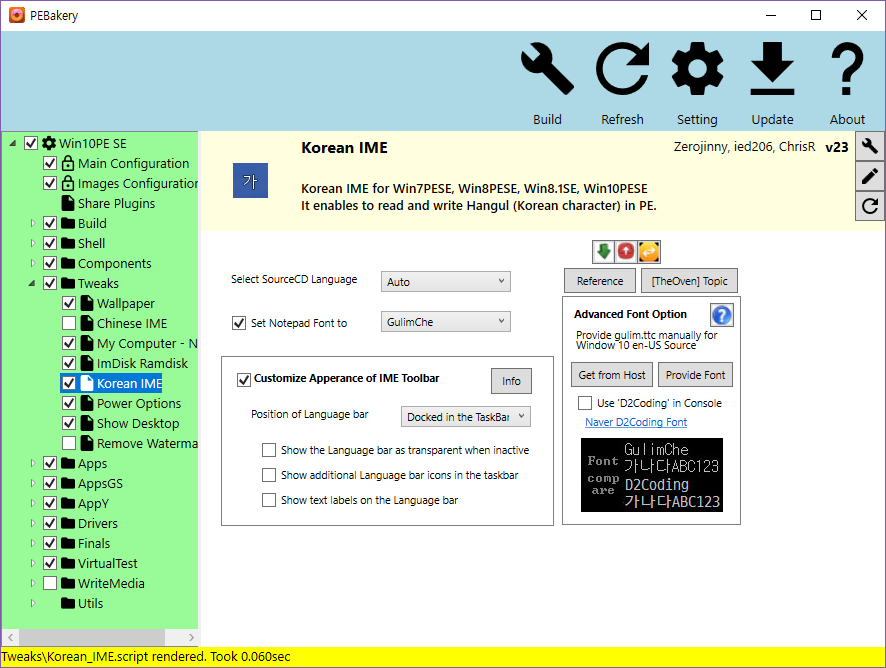 PEBakery
Build
Refresh
Setting
Update
About
Win10PE SE
Main Configuration
Images Configuration
Share Plugins
Build
Shell
Components
Tweaks
Wallpaper
Chinese IME
My Computer - N
ImDisk Ramdisk
Korean IME
Power Options
Show Desktop
Remove Waterma
Apps
AppsGS
AppY
Drivers
Finals
VirtualTest
WriteMedia
Utils
가
Korean IME
Zerojinny, ied206, ChrisR v23
Korean IME for Win7PESE, Win8PESE, Win8.1SE, Win10PESE
It enables to read and write Hangul (Korean character) in PE.
Select SourceCD Language
Auto
Set Notepad Font to
GulimChe
Customize Apperance of IME Toolbar
Info
Position of Language bar
Docked in the TaskBar
Show the Language bar as transparent when inactive
Show additional Language bar icons in the taskbar
Show text labels on the Language bar
Reference
[TheOven] Topic
Advanced Font Option
Provide gulim.ttc manually for
Window 10 en-US Source
Get from Host
Provide Font
Use 'D2Coding' in Console
Naver D2Coding Font
Font
comp
are
GulimChe
가나다ABC123
D2Coding
가나다ABC123
Tweaks\Korean_IME.script rendered. Took 0.060sec